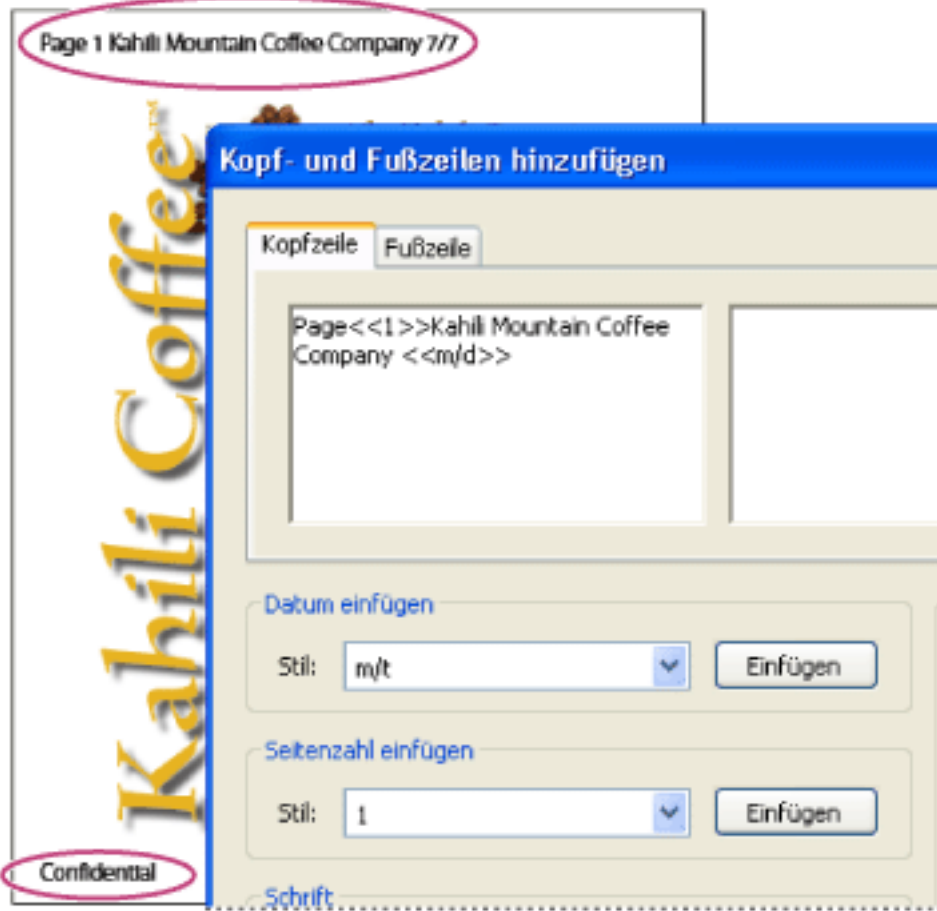 Page 1 Kahili Mountain Coffee Company 7/7
Kahili Coffee™
Kopf- und Fußzeilen hinzufügen
Kopfzeile
Fußzeile
Page<<1>>Kahili Mountain Coffee
Company <<m/d>>
Datum einfügen
Stil:
m/t
Einfügen
Seitenzahl einfügen
Stil:
1
Einfügen
Confidential
Schrift